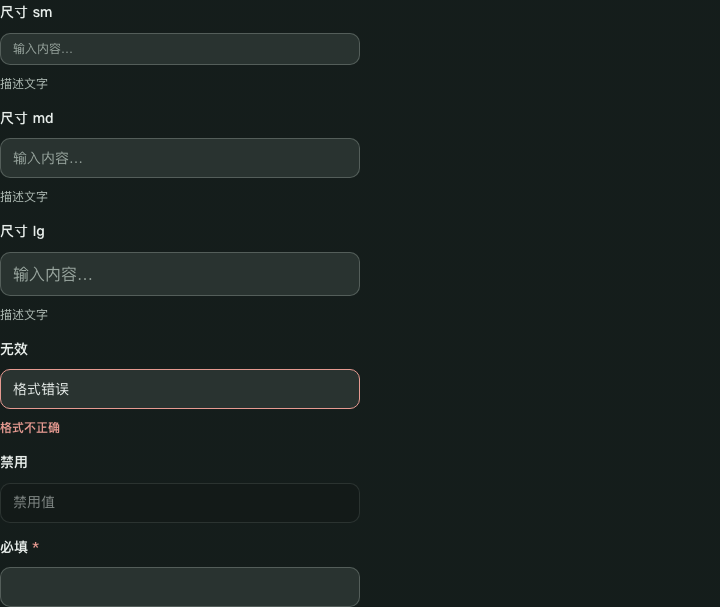 尺寸 sm
输入内容...
描述文字
尺寸 md
输入内容...
描述文字
尺寸 lg
输入内容...
描述文字
无效
格式错误
格式不正确
禁用
禁用值
必填 *